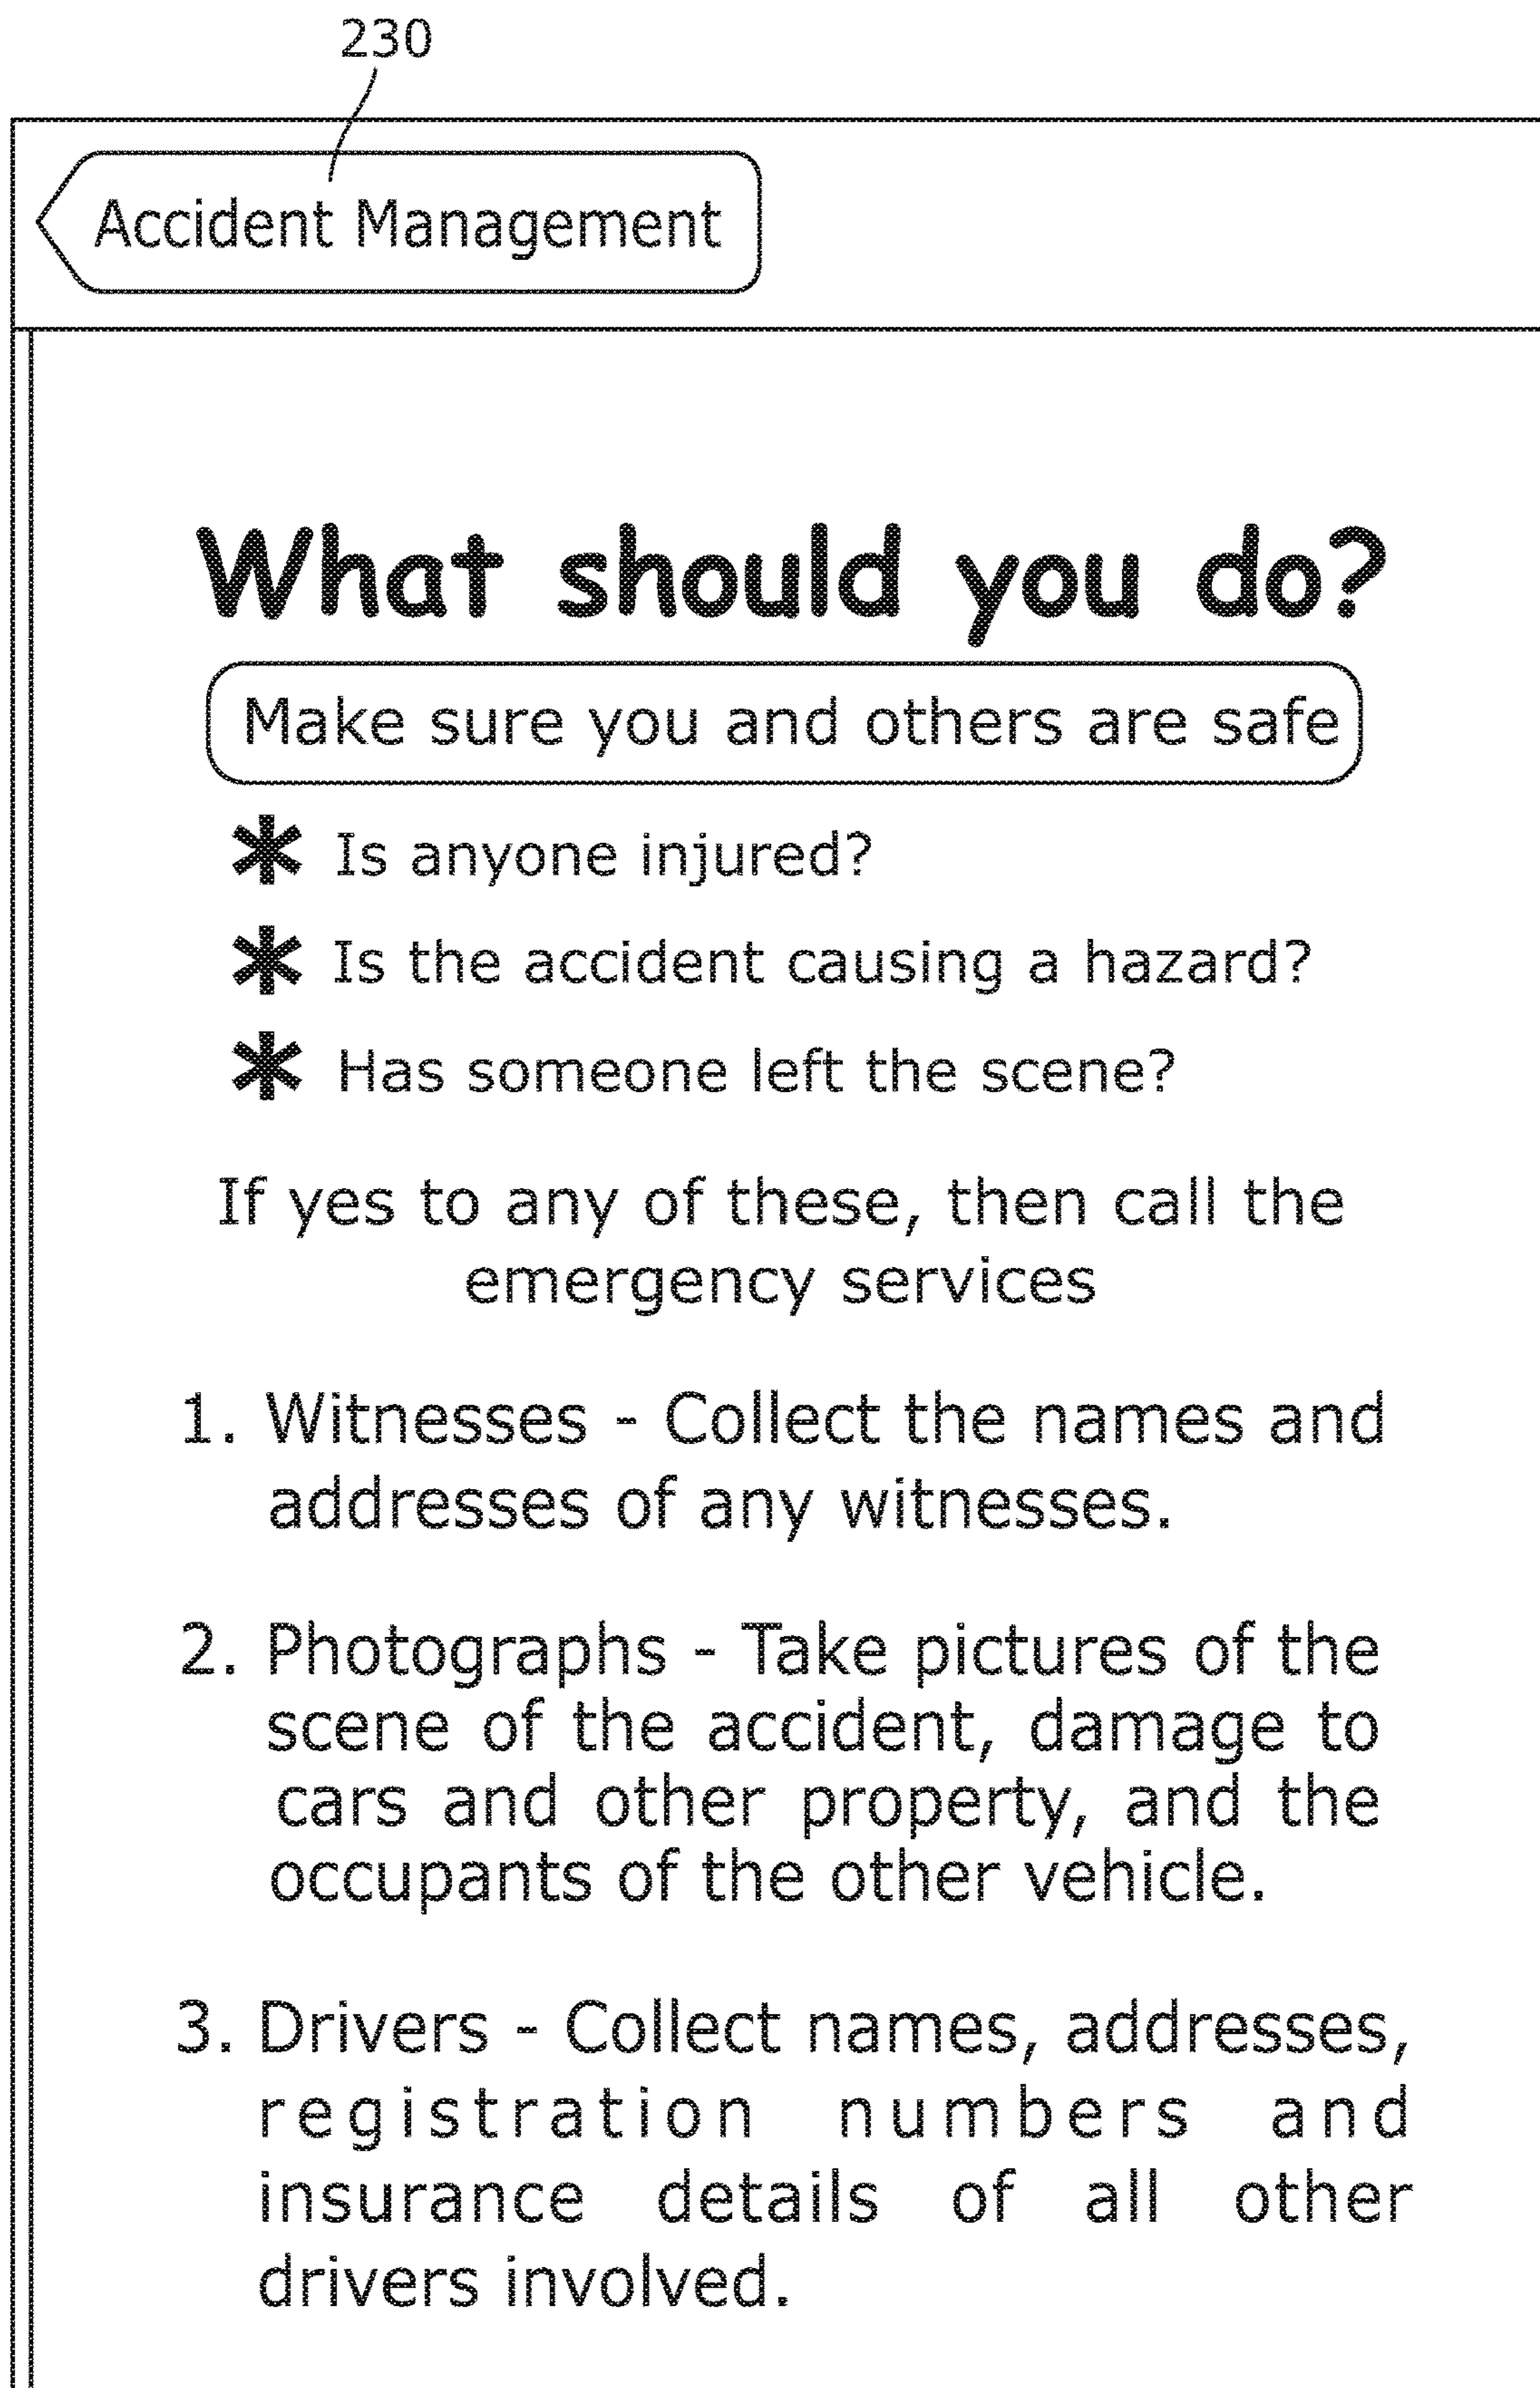 230
Accident Management
What should you do?
Make sure you and others are safe
* Is anyone injured?
* Is the accident causing a hazard?
* Has someone left the scene?
If yes to any of these, then call the
emergency services
1. Witnesses - Collect the names and
addresses of any witnesses.
2. Photographs - Take pictures of the
scene of the accident, damage to
cars and other property, and the
occupants of the other vehicle.
3. Drivers - Collect names, addresses,
registration numbers and
insurance details of all other
drivers involved.